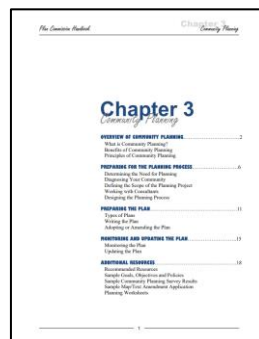 Plan Commission Handbook
Chapter 3
Community Planning
Chapter 3
Community Planning
OVERVIEW OF COMMUNITY PLANNING 2
What is Community Planning?
Benefits of Community Planning
Principles of Community Planning
PREPARING FOR THE PLANNING PROCESS 6
Determining the Need for Planning
Diagnosing Your Community
Defining the Scope of the Planning Project
Working with Consultants
Designing the Planning Process
PREPARING THE PLAN 11
Types of Plans
Writing the Plan
Adopting or Amending the Plan
MONITORING AND UPDATING THE PLAN 15
Monitoring the Plan
Updating the Plan
ADDITIONAL RESOURCES 16
Recommended Resources
Sample Goals, Objectives and Policies
Sample Community Planning Survey Results
Sample Map/Text Amendment Application
Planning Worksheets